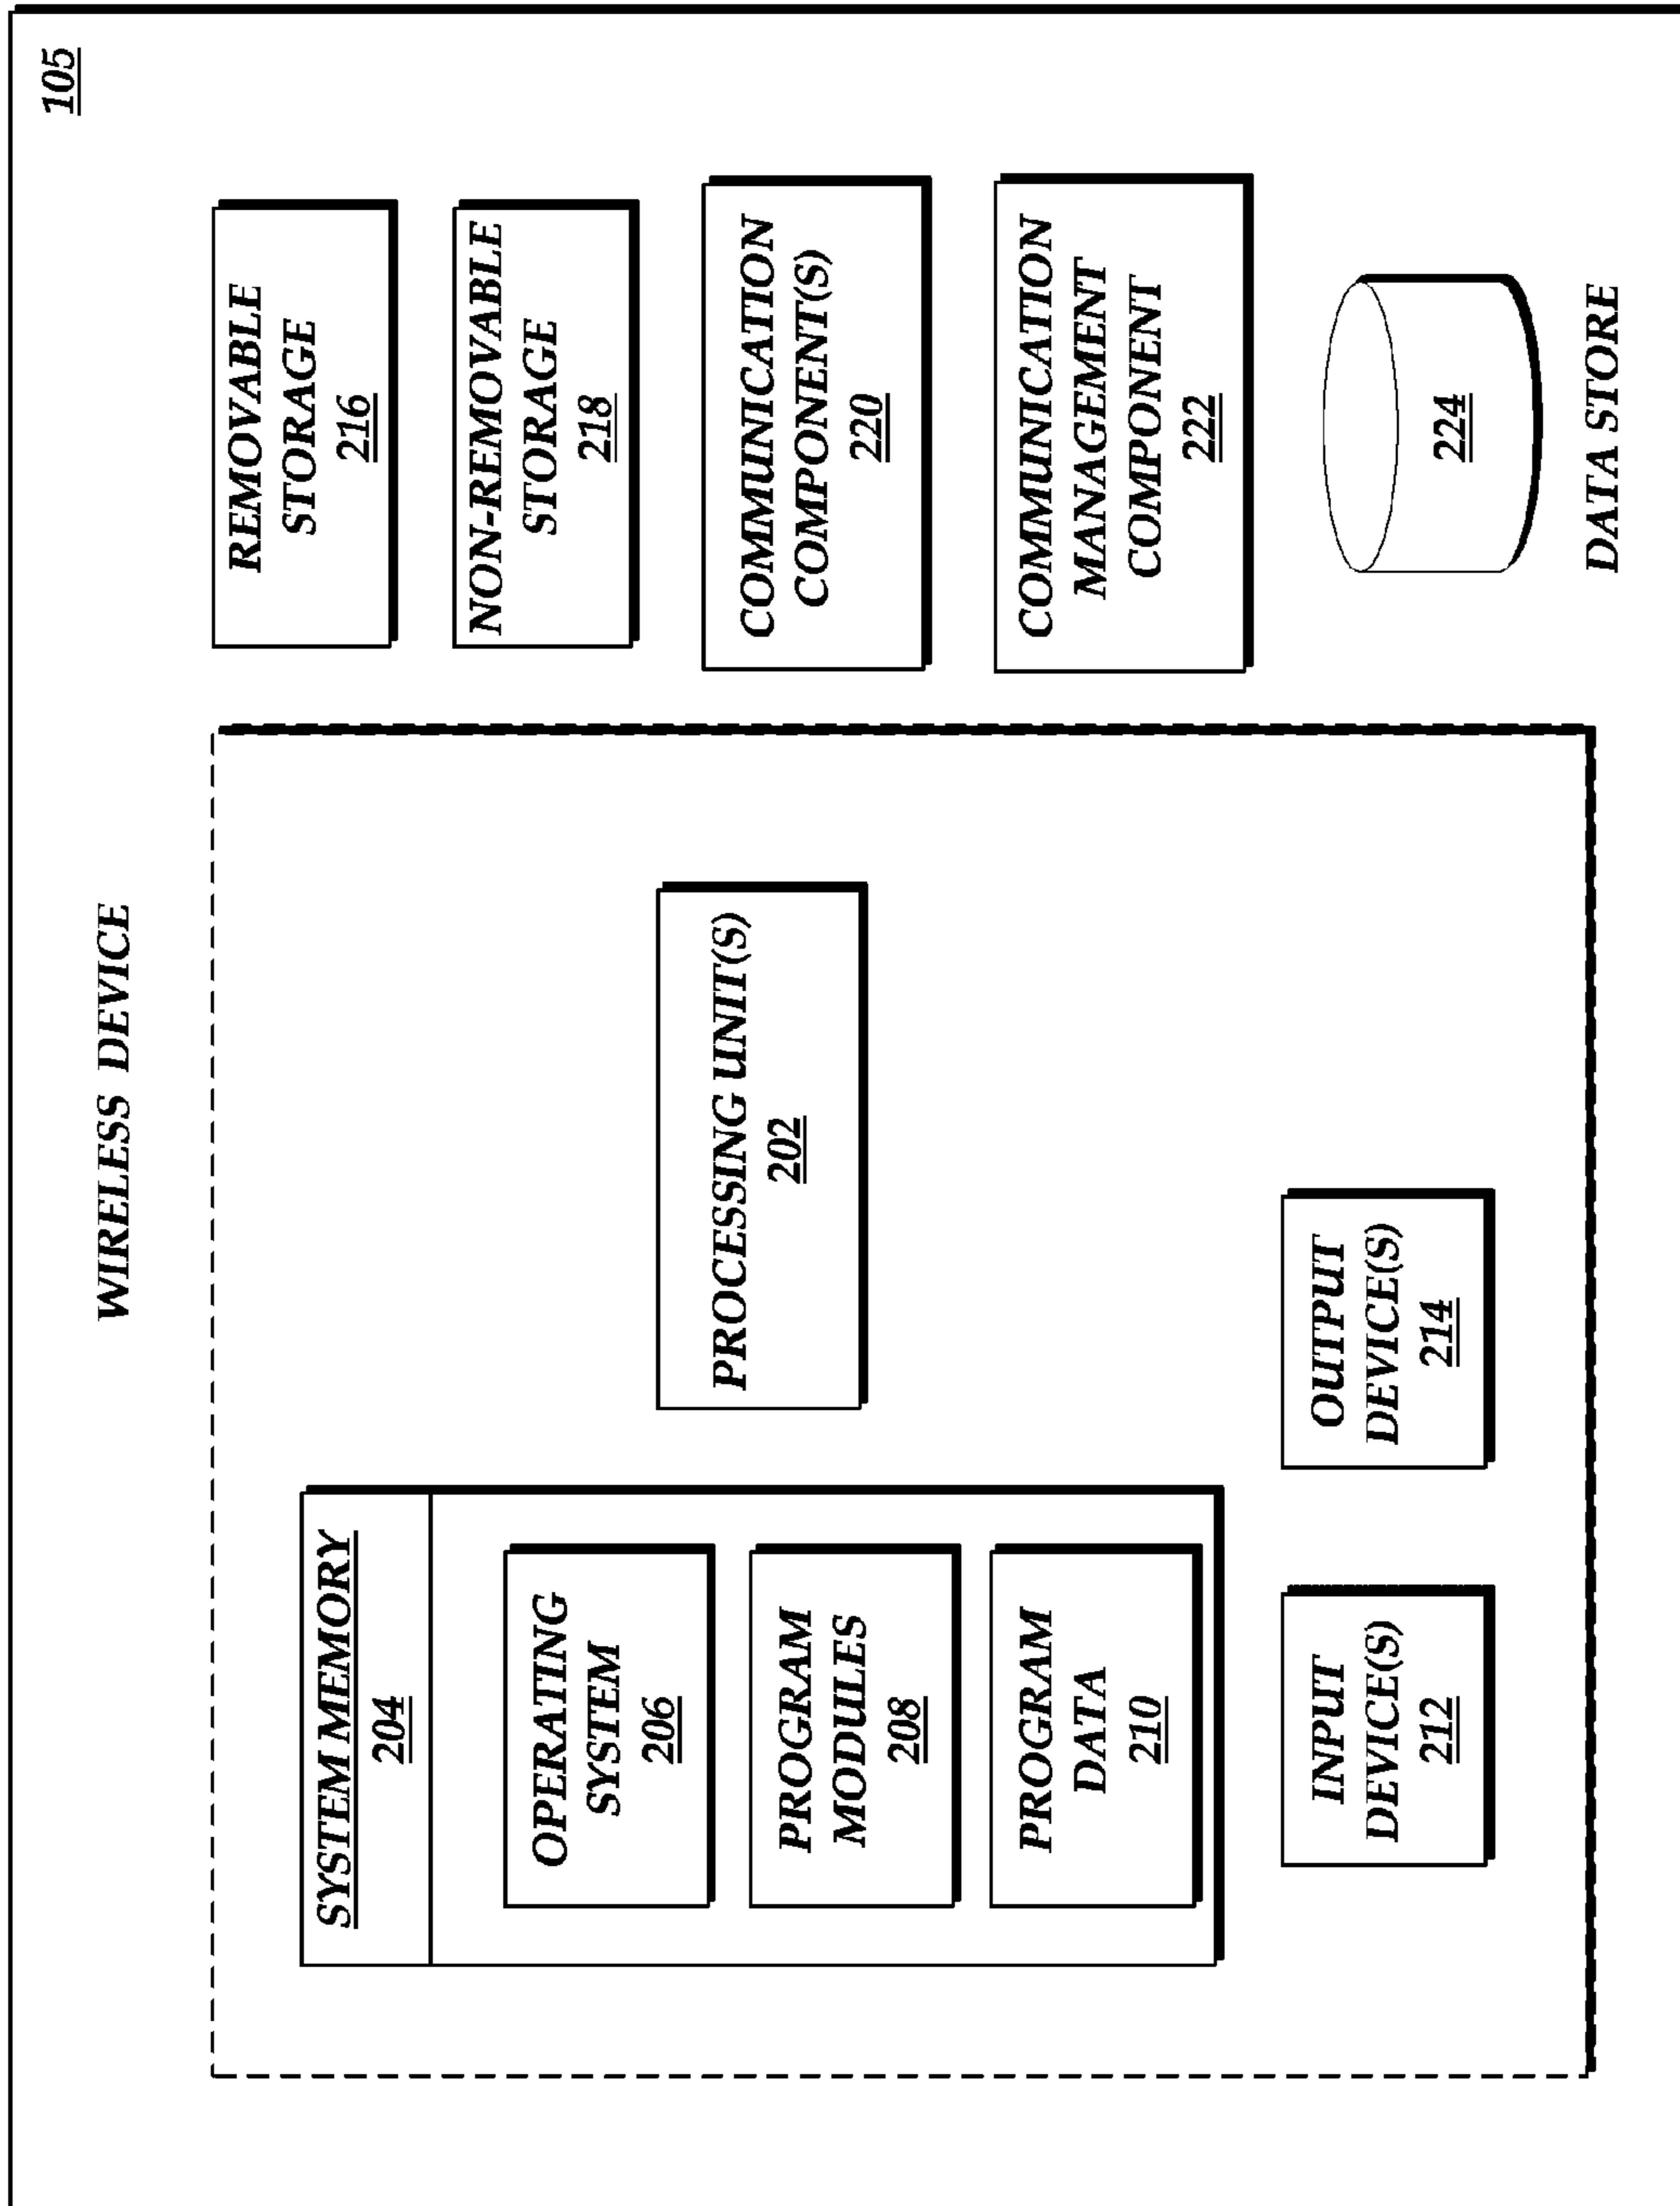 105
WIRELESS DEVICE
SYSTEM MEMORY
204
OPERATING
SYSTEM
206
PROGRAM
MODULES
208
PROGRAM
DATA
210
PROCESSING UNIT(S)
202
INPUT
DEVICE(S)
212
OUTPUT
DEVICE(S)
214
REMOVABLE
STORAGE
216
NON-REMOVABLE
STORAGE
218
COMMUNICATION
COMPONENT(S)
220
COMMUNICATION
MANAGEMENT
COMPONENT
222
224
DATA STORE